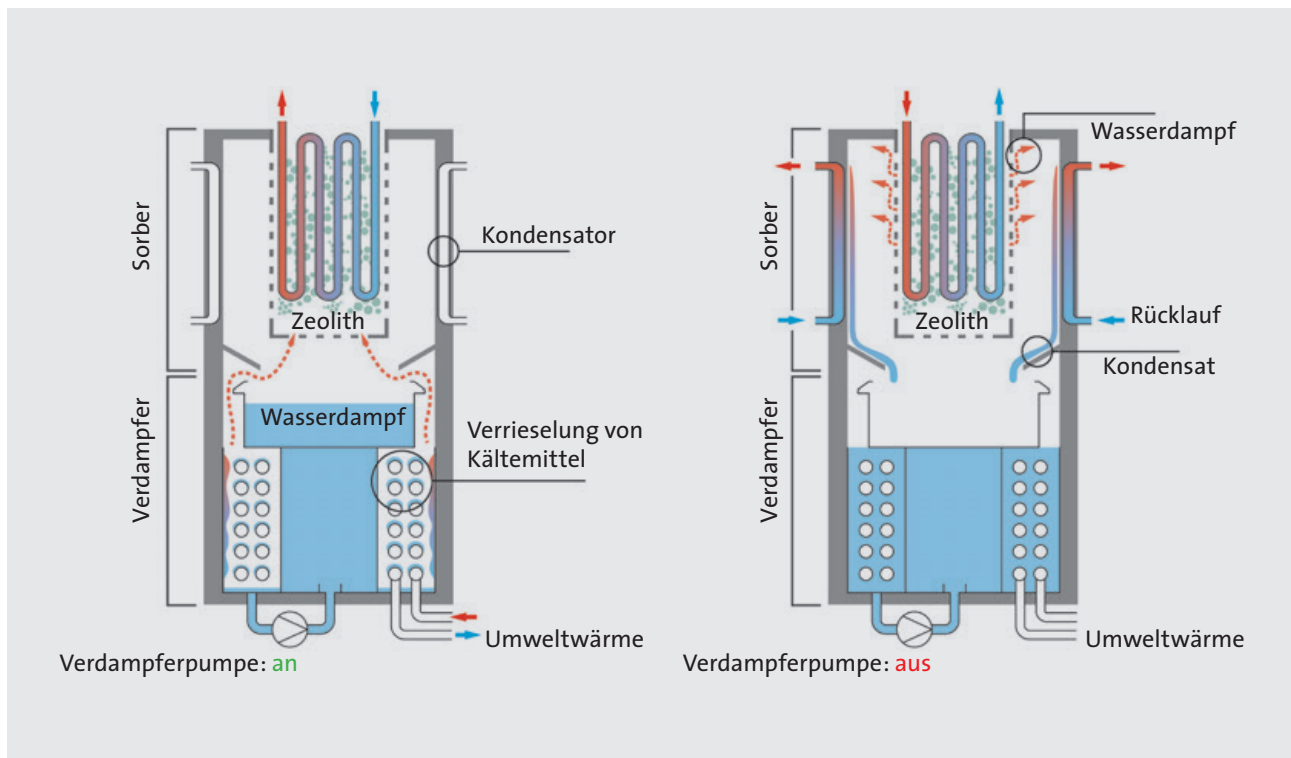 Sorber
Kondensator
Zeolith
Verdampfer
Wasserdampf
Verrieselung von
Kältemittel
Umweltwärme
Verdampferpumpe: an
Wasserdampf
Sorber
Zeolith
Rücklauf
Kondensat
Verdampfer
Umweltwärme
Verdampferpumpe: aus